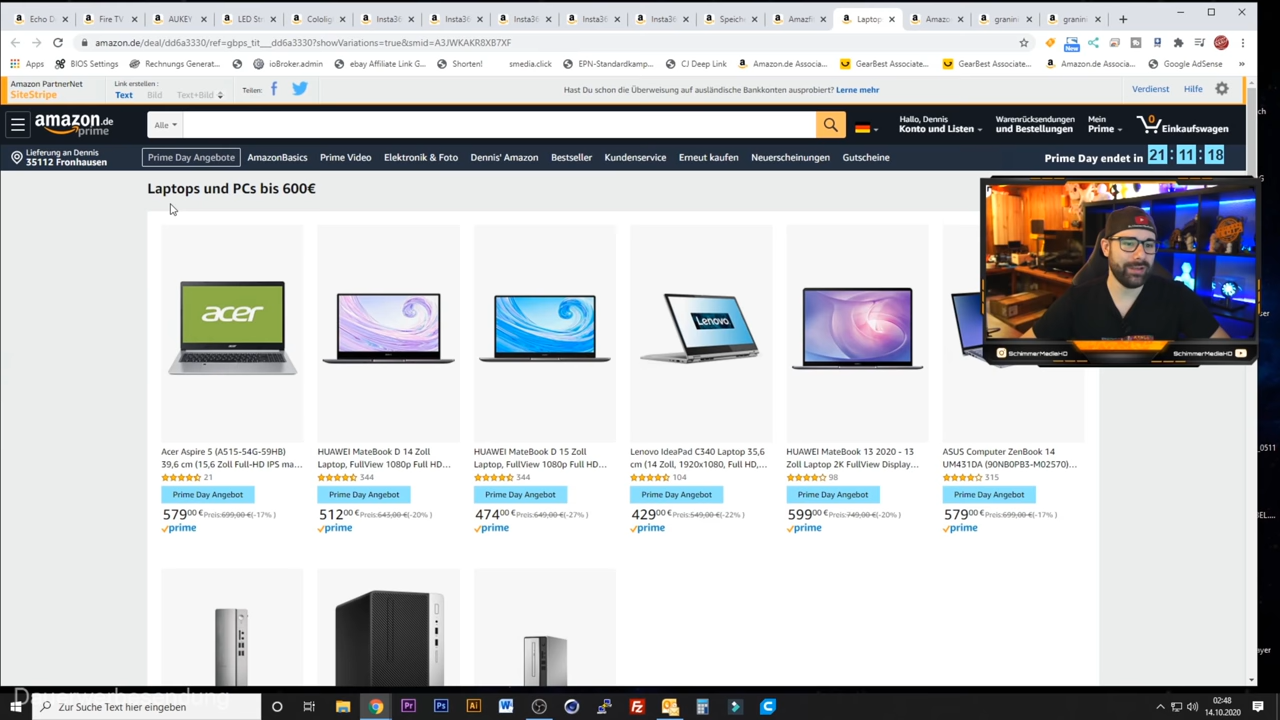 Echo D
Fire TV
AUKEY
LED Str
Cololig
Insta36
Insta36
Insta36
Insta36
Insta36
Speich
Amazfi
Laptop
Amazo
granin
granin
amazon.de/deal/dd6a3330/ref=gbps_tit___dd6a3330?showVariations=true&smid=A3JWKAKR8XB7XF
Apps
BIOS Settings
Rechnungs Generat...
ioBroker.admin
ebay Affiliate Link G...
Shorten!
smedia.click
EPN-Standardkamp...
CJ Deep Link
Amazon.de Associa...
GearBest Associate...
GearBest Associate...
Amazon.de Associa...
Google AdSense
Amazon PartnerNet
SiteStripe
Link erstellen :
Text Bild Text+Bild
Teilen:
Hast Du schon die Überweisung auf ausländische Bankkonten ausprobiert? Lerne mehr
Verdienst Hilfe
amazon.de
prime
Alle
Hallo, Dennis
Konto und Listen
Warenrücksendungen
und Bestellungen
Mein
Prime
0
Einkaufswagen
Lieferung an Dennis
35112 Fronhausen
Prime Day Angebote AmazonBasics Prime Video Elektronik & Foto Dennis' Amazon Bestseller Kundenservice Erneut kaufen Neuerscheinungen Gutscheine
Prime Day endet in 21 : 11 : 18
Laptops und PCs bis 600€
acer
Lenovo
SchimmerMediaHD
SchimmerMediaHD
Acer Aspire 5 (A515-54G-59HB)
39,6 cm (15,6 Zoll Full-HD IPS ma...
21
Prime Day Angebot
579,00 € Preis: 699,00 € (-17% )
prime
HUAWEI MateBook D 14 Zoll
Laptop, FullView 1080p Full HD...
344
Prime Day Angebot
512,00 € Preis: 643,00 € (-20% )
prime
HUAWEI MateBook D 15 Zoll
Laptop, FullView 1080p Full HD...
344
Prime Day Angebot
474,00 € Preis: 649,00 € (-27% )
prime
Lenovo IdeaPad C340 Laptop 35,6
cm (14 Zoll, 1920x1080, Full HD,...
104
Prime Day Angebot
429,00 € Preis: 549,00 € (-22% )
prime
HUAWEI MateBook 13 2020 - 13
Zoll Laptop 2K FullView Display...
98
Prime Day Angebot
599,00 € Preis: 749,00 € (-20% )
prime
ASUS Computer ZenBook 14
UM431DA (90NB0PB3-M02570)...
315
Prime Day Angebot
579,00 € Preis: 699,00 € (-17% )
prime
Dauerwerbesendung
Zur Suche Text hier eingeben
02:48
14.10.2020